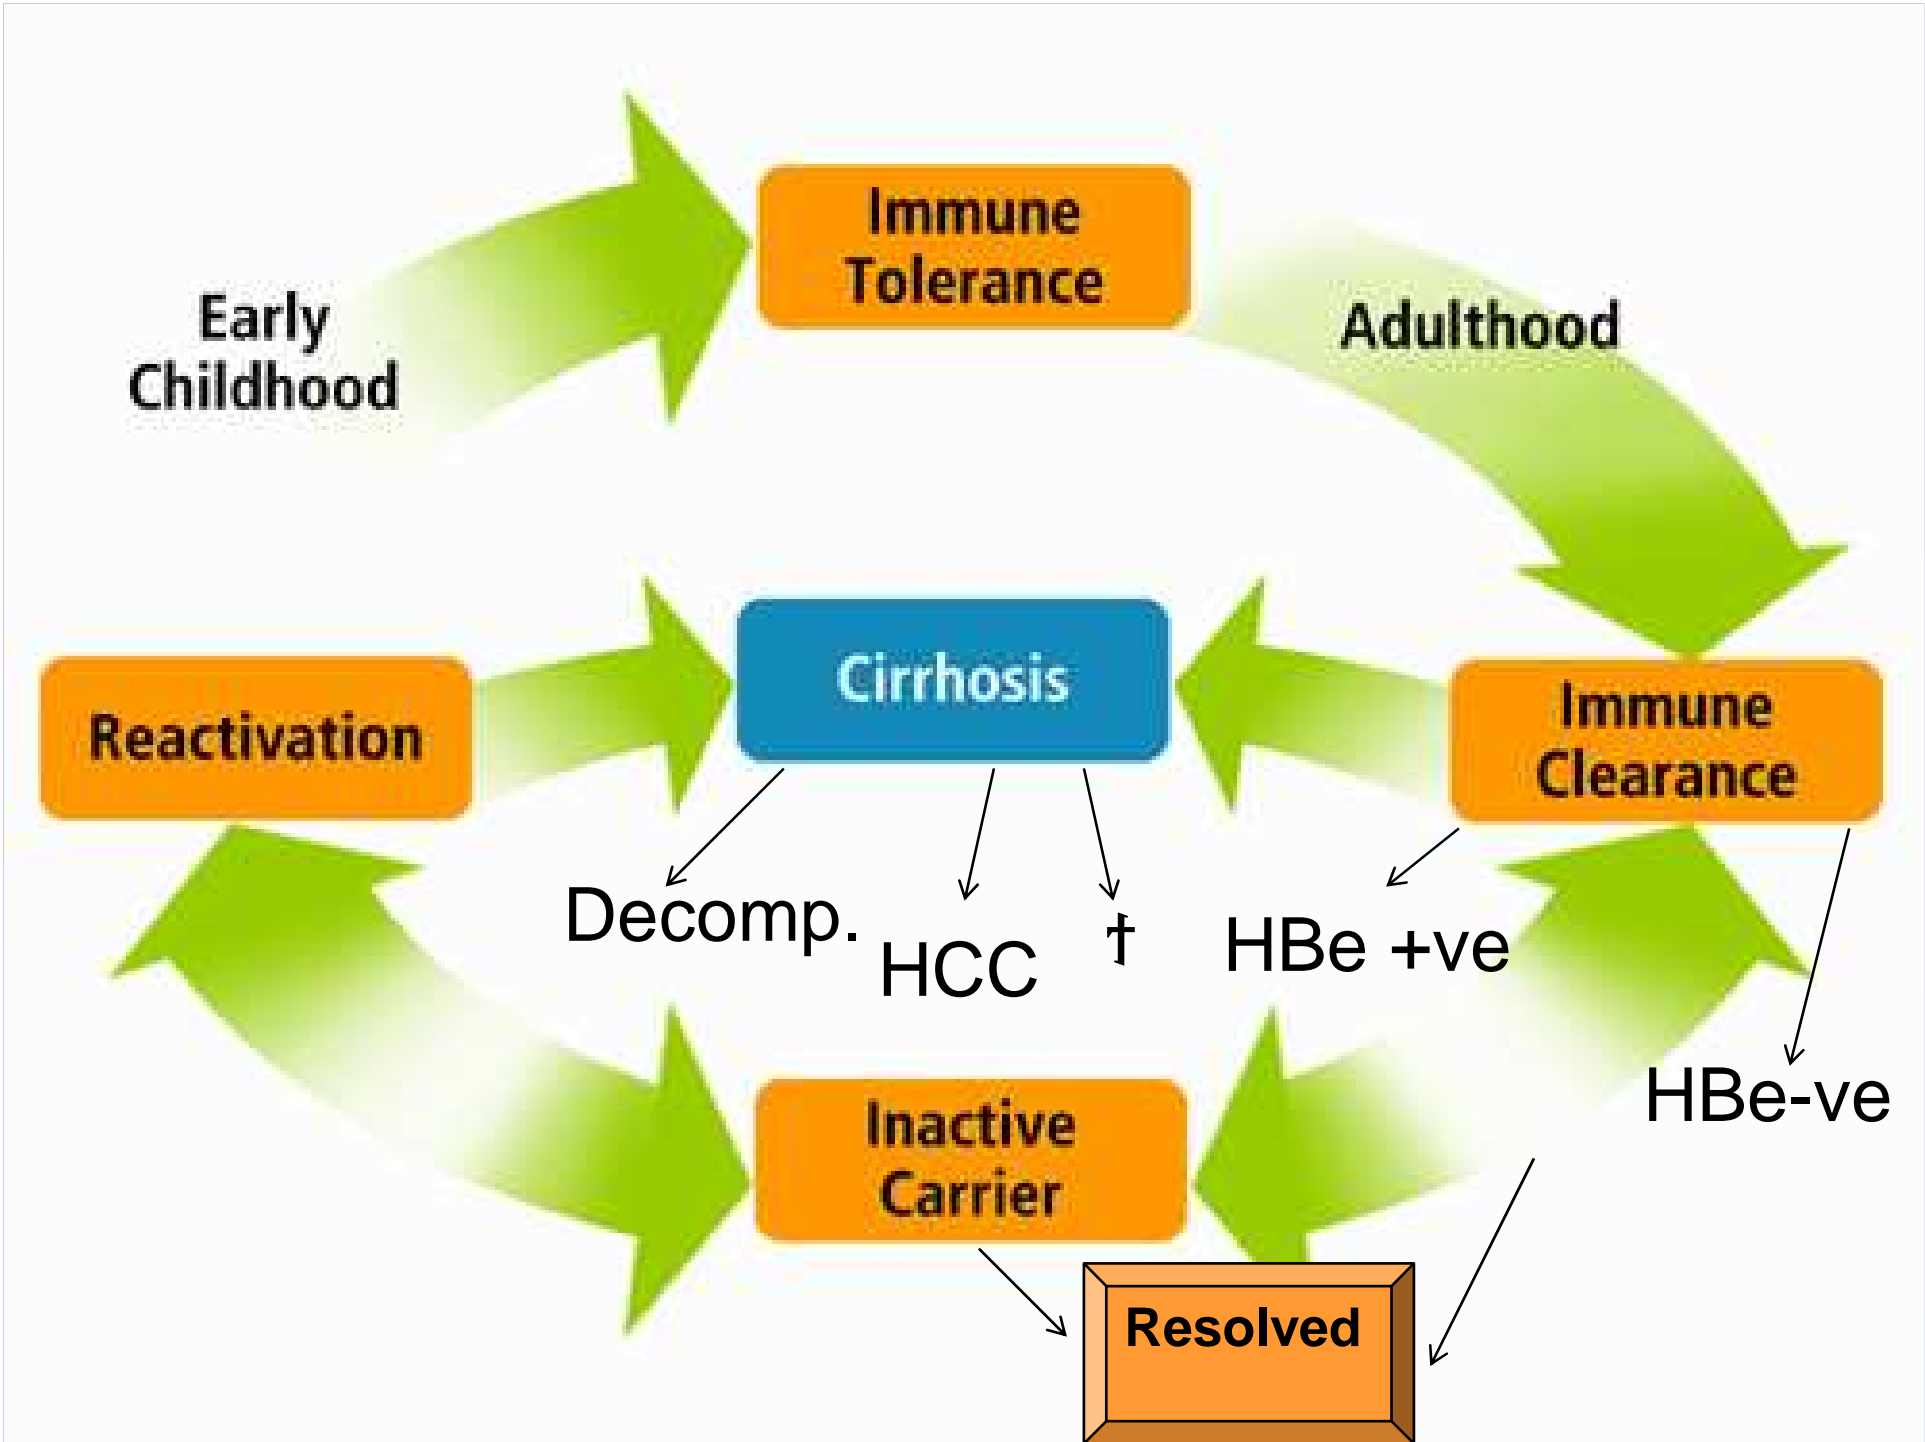 Immune
Tolerance
Early
Childhood
Adulthood
Cirrhosis
Reactivation
Immune
Clearance
Decomp.
HCC
†
HBe +ve
HBe-ve
Inactive
Carrier
Resolved